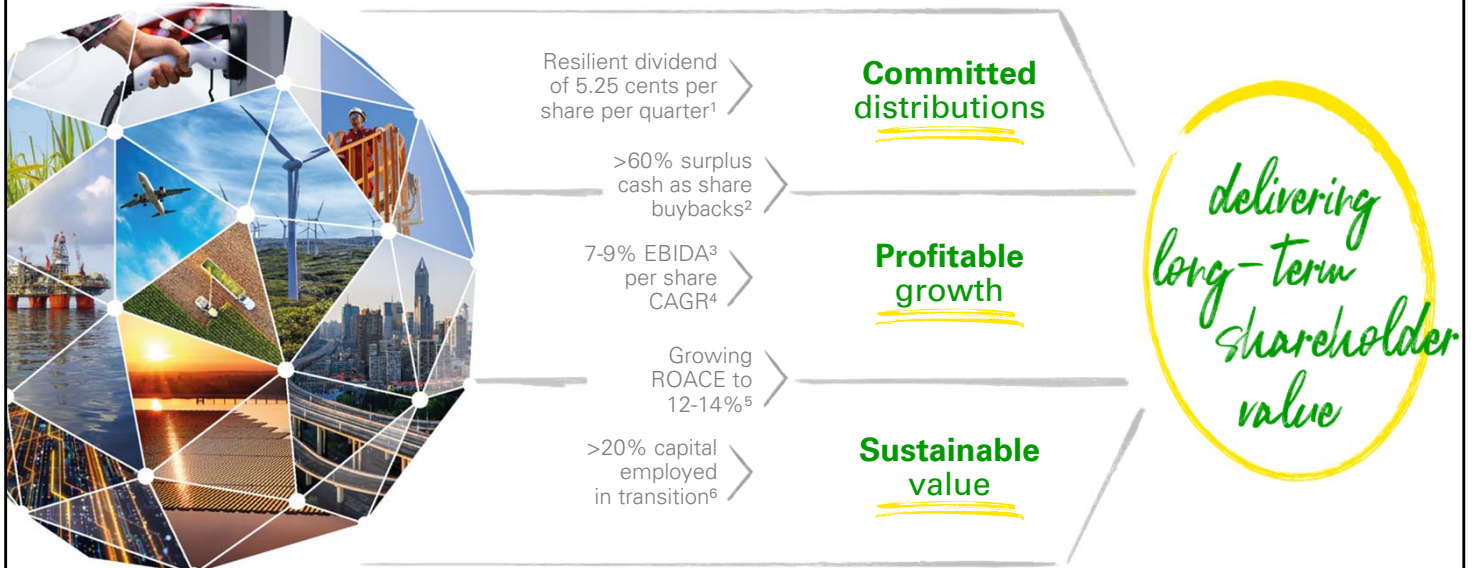 Resilient dividend
of 5.25 cents per
share per quarter¹
>60% surplus
cash as share
buybacks²
7-9% EBIDA³
per share
CAGR⁴
Growing
ROACE to
12-14%⁵
>20% capital
employed
in transition⁶
Committed
distributions
Profitable
growth
Sustainable
value
delivering
long-term
shareholder
value